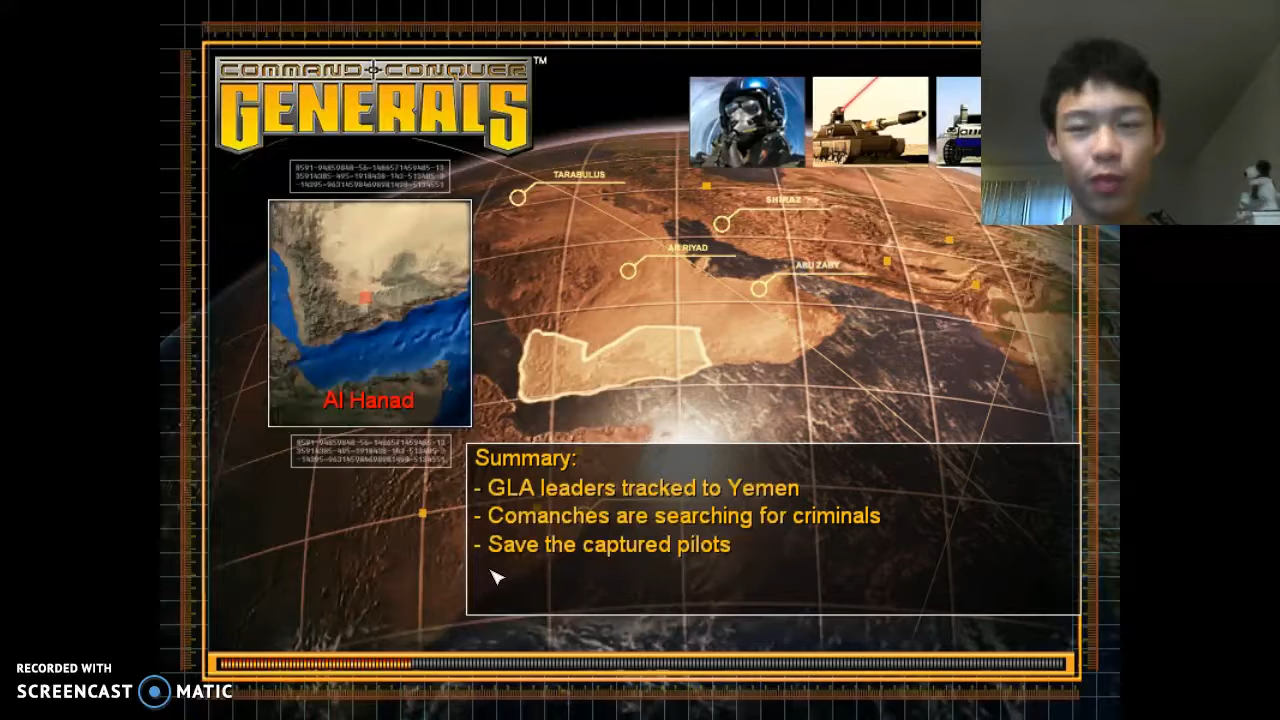 COMMAND CONQUER
GENERALS
TM
TARABULUS
SHIRAZ
AR RIYAD
ABU ZABY
Al Hanad
Summary:
- GLA leaders tracked to Yemen
- Comanches are searching for criminals
- Save the captured pilots
RECORDED WITH
SCREENCAST MATIC